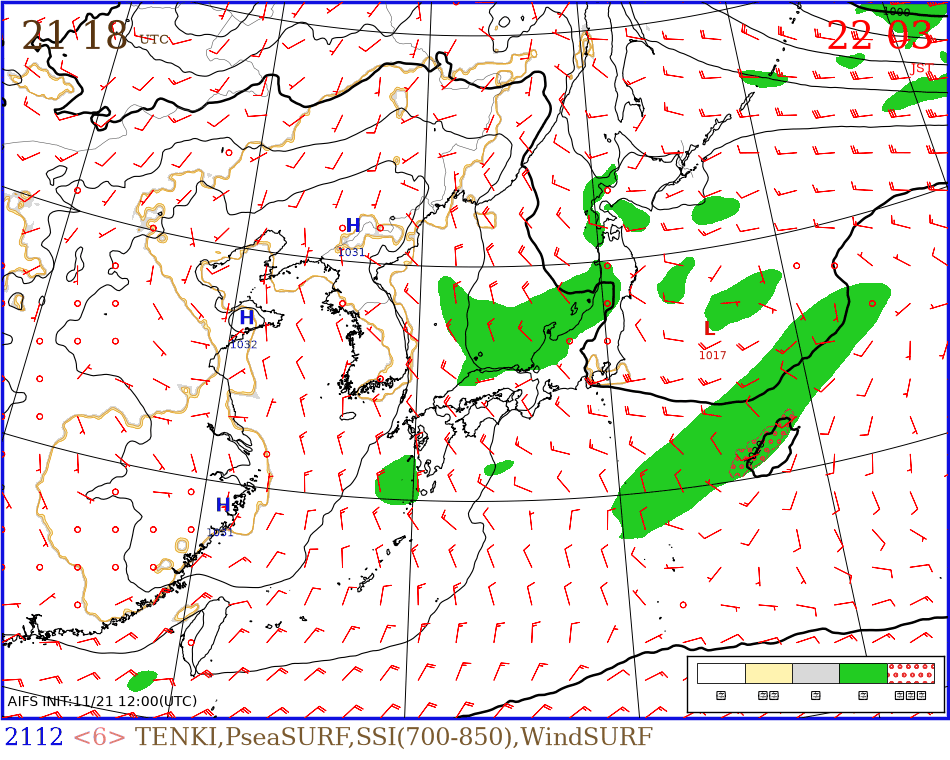 21 18 UTC
22 03
JST
1000
H
1031
H
1032
L
1017
H
1031
AIFS INIT:11/21 12:00(UTC)
2112 <6> TENKI,PseaSURF,SSI(700-850),WindSURF